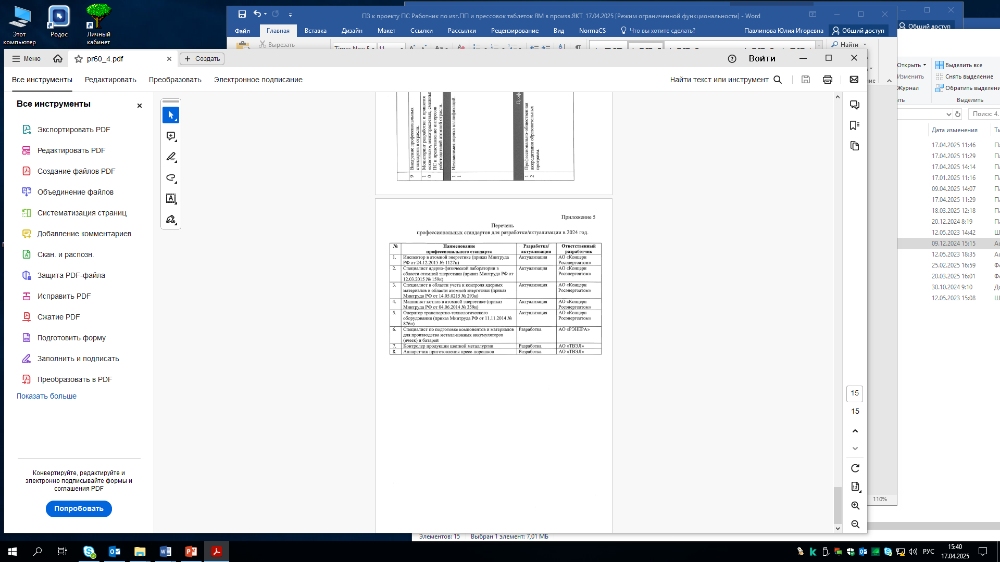 Этот
компьютер
Родос
Личный
кабинет
ПЗ к проекту ПС Работник по изг.ПП и прессовок таблеток ЯМ в произв.ЯКТ_17.04.2025 [Режим ограниченной функциональности] - Word
Файл
Главная
Вставка
Дизайн
Макет
Ссылки
Рассылки
Рецензирование
Вид
NormaCS
Что вы хотите сделать?
Павлинова Юлия Игоревна
Общий доступ
Общий доступ
Вырезать
Times New F
11
Найти
Меню
pr60_4.pdf
Создать
Войти
Все инструменты
Редактировать
Преобразовать
Электронное подписание
Найти текст или инструмент
Все инструменты
Экспортировать PDF
Редактировать PDF
Создание файлов PDF
Объединение файлов
Систематизация страниц
Добавление комментариев
Скан. и распозн.
Защита PDF-файла
Исправить PDF
Сжатие PDF
Подготовить форму
Заполнить и подписать
Преобразовать в PDF
Показать больше
Конвертируйте, редактируйте и
электронно подписывайте формы и
соглашения PDF
Попробовать
9 Внедрение профессиональных
стандартов в отрасли.
10 Мониторинг разработки и принятия
«сквозных», межотраслевых, смежных
ПС и представление интересов
работодателей атомной отрасли.
11 Независимая оценка квалификаций.
12 Профессионально-общественная
аккредитация образовательных
программ.
Приложение 5
Перечень
профессиональных стандартов для разработки/актуализации в 2024 год.
№ Наименование профессионального стандарта Разработка/ актуализация Ответственный разработчик
1. Инспектор в атомной энергетике (приказ Минтруда Актуализация АО «Концерн
РФ от 24.12.2015 № 1127н) Росэнергоатом»
2. Специалист ядерно-физической лаборатории в Актуализация АО «Концерн
области атомной энергетики (приказ Минтруда РФ от Росэнергоатом»
12.03.2015 № 159н)
3. Специалист в области учета и контроля ядерных Актуализация АО «Концерн
материалов в области атомной энергетики (приказ Росэнергоатом»
Минтруда РФ от 14.05.0215 № 293н)
4. Машинист котлов в атомной энергетике (приказ Актуализация АО «Концерн
Минтруда РФ от 04.06.2014 № 359н) Росэнергоатом»
5. Оператор транспортно-технологического Актуализация АО «Концерн
оборудования (приказ Минтруда РФ от 11.11.2014 № Росэнергоатом»
876н)
6. Специалист по подготовке компонентов и материалов Разработка АО «РЭНЕРА»
для производства металл-ионных аккумуляторов
(ячеек) и батарей
7. Контролер продукции цветной металлургии Разработка АО «ТВЭЛ»
8. Аппаратчик приготовления пресс-порошков Разработка АО «ТВЭЛ»
15
15
110%
Открыть
Изменить
Журнал
Выделить все
Снять выделение
Обратить выделени
Выделить
Поиск: 4.
Дата изменения
Ти
17.04.2025 11:46 Па
17.04.2025 11:29 Па
17.04.2025 14:14 Па
17.01.2025 11:16 Па
09.04.2025 14:07 Па
17.04.2025 11:29 Па
18.03.2025 12:18 Па
20.12.2024 8:19 Па
12.05.2023 14:42 Ш
09.12.2024 15:15 Ac
12.05.2023 18:35 Ac
25.02.2025 16:59 Фо
20.03.2025 16:01 Фо
30.10.2024 9:10 До
12.05.2023 15:08 Ш
Элементов: 15
Выбран 1 элемент: 7,01 МБ
РУС
15:40
17.04.2025